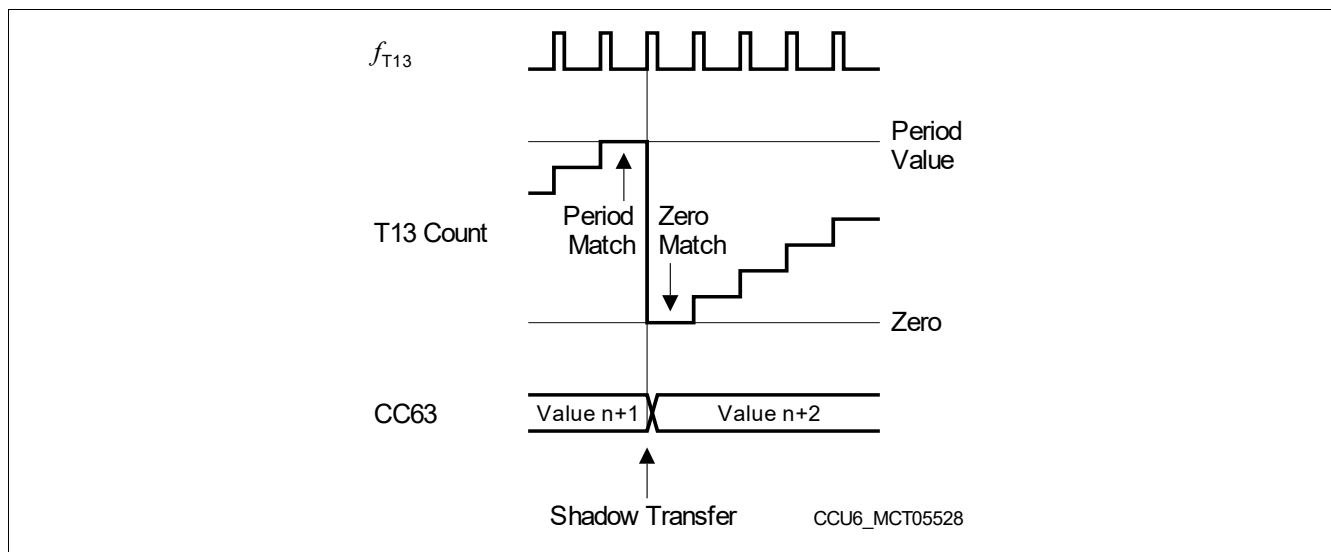 fT13
Period
Value
Period
Match
Zero
Match
T13 Count
Zero
CC63
Value n+1
Value n+2
Shadow Transfer
CCU6_MCT05528